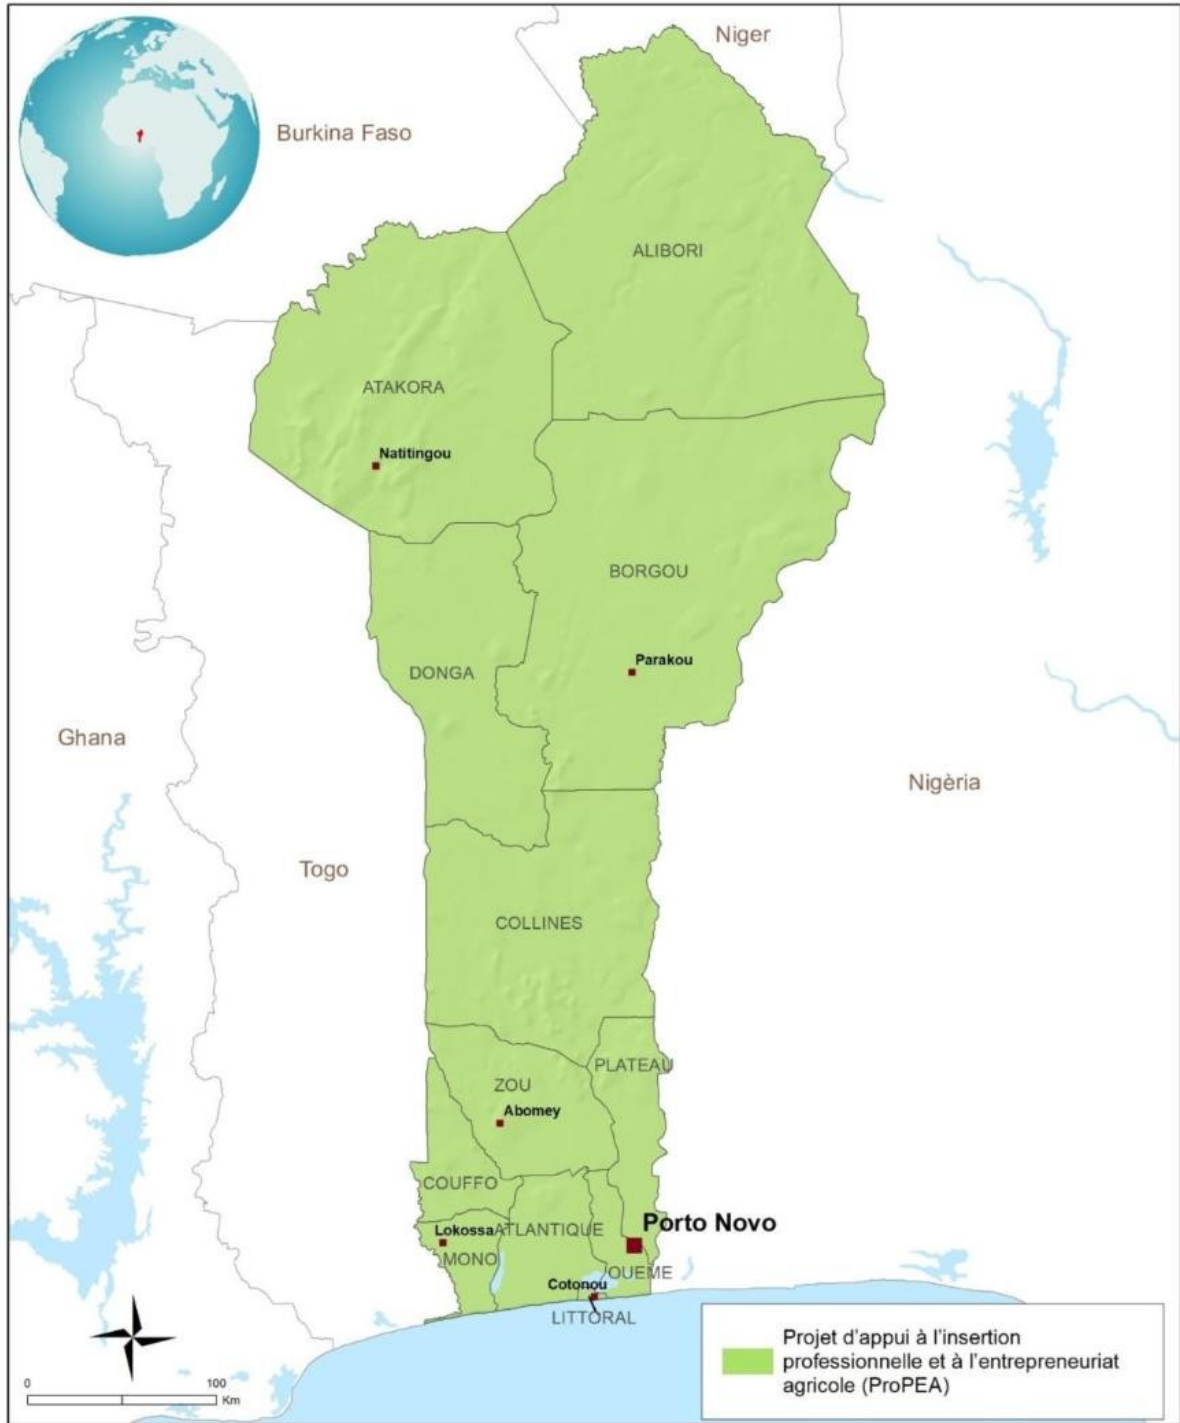 Niger
Burkina Faso
ALIBORI
ATAKORA
Natitingou
BORGOU
Parakou
DONGA
Ghana
Nigèria
Togo
COLLINES
PLATEAU
ZOU
Abomey
COUFFO
Porto Novo
Lokossa
ATLANTIQUE
MONO
OUEME
Cotonou
LITTORAL
Projet d'appui à l'insertion
professionnelle et à l'entrepreneuriat
agricole (ProPEA)
0 100
Km